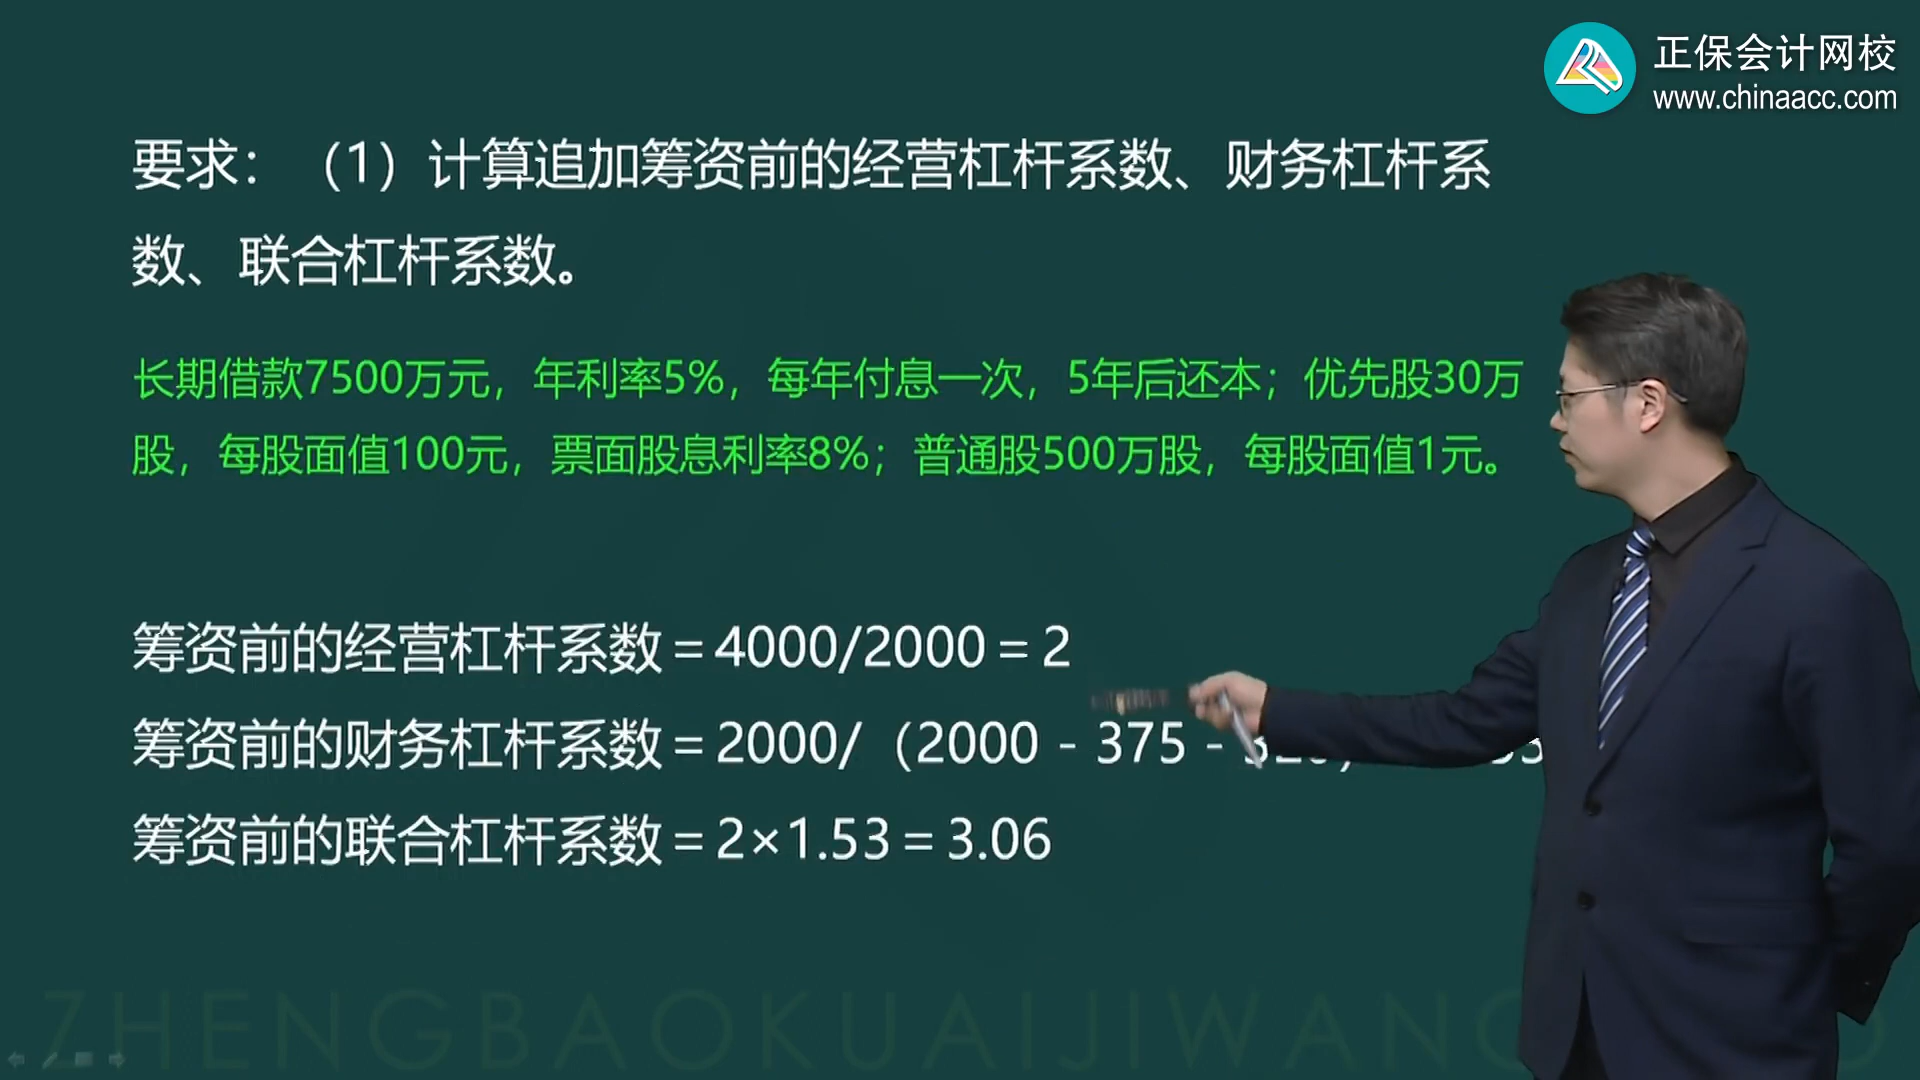 正保会计网校
www.chinaacc.com
要求：（1）计算追加筹资前的经营杠杆系数、财务杠杆系
数、联合杠杆系数。
长期借款7500万元，年利率5%，每年付息一次，5年后还本；优先股30万
股，每股面值100元，票面股息利率8%；普通股500万股，每股面值1元。
筹资前的经营杠杆系数＝4000/2000＝2
筹资前的财务杠杆系数＝2000/（2000－375－
筹资前的联合杠杆系数＝2×1.53＝3.06
ZHENGBAOKUAIJIWANG